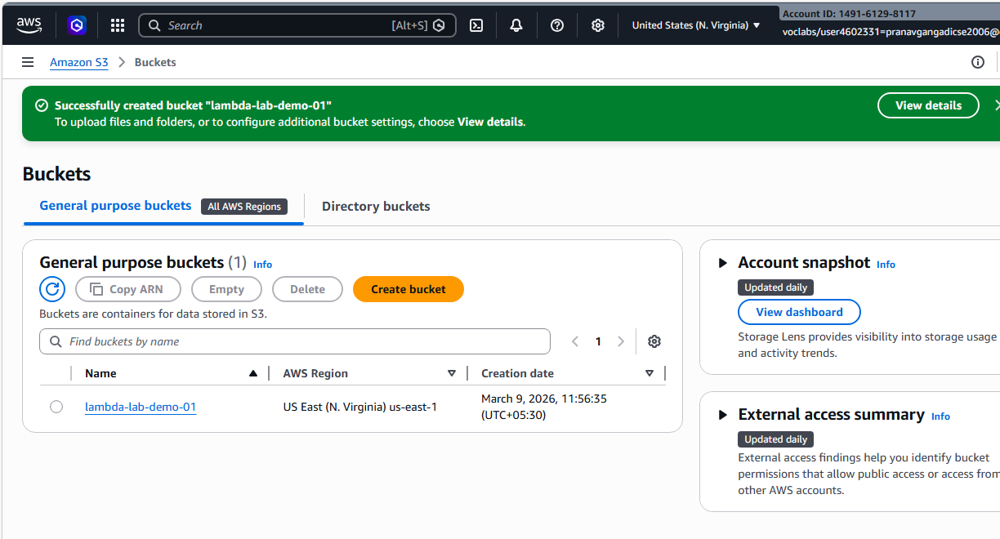 aws Search [Alt+S] United States (N. Virginia) Account ID: 1491-6129-8117
voclabs/user4602331=pranavgangadicse2006@
Amazon S3 Buckets
Successfully created bucket "lambda-lab-demo-01"
To upload files and folders, or to configure additional bucket settings, choose View details.
View details
Buckets
General purpose buckets All AWS Regions Directory buckets
General purpose buckets (1) Info
Copy ARN Empty Delete Create bucket
Buckets are containers for data stored in S3.
Find buckets by name 1
Name AWS Region Creation date
lambda-lab-demo-01 US East (N. Virginia) us-east-1 March 9, 2026, 11:56:35
(UTC+05:30)
Account snapshot Info
Updated daily
View dashboard
Storage Lens provides visibility into storage usage
and activity trends.
External access summary Info
Updated daily
External access findings help you identify bucket
permissions that allow public access or access from
other AWS accounts.